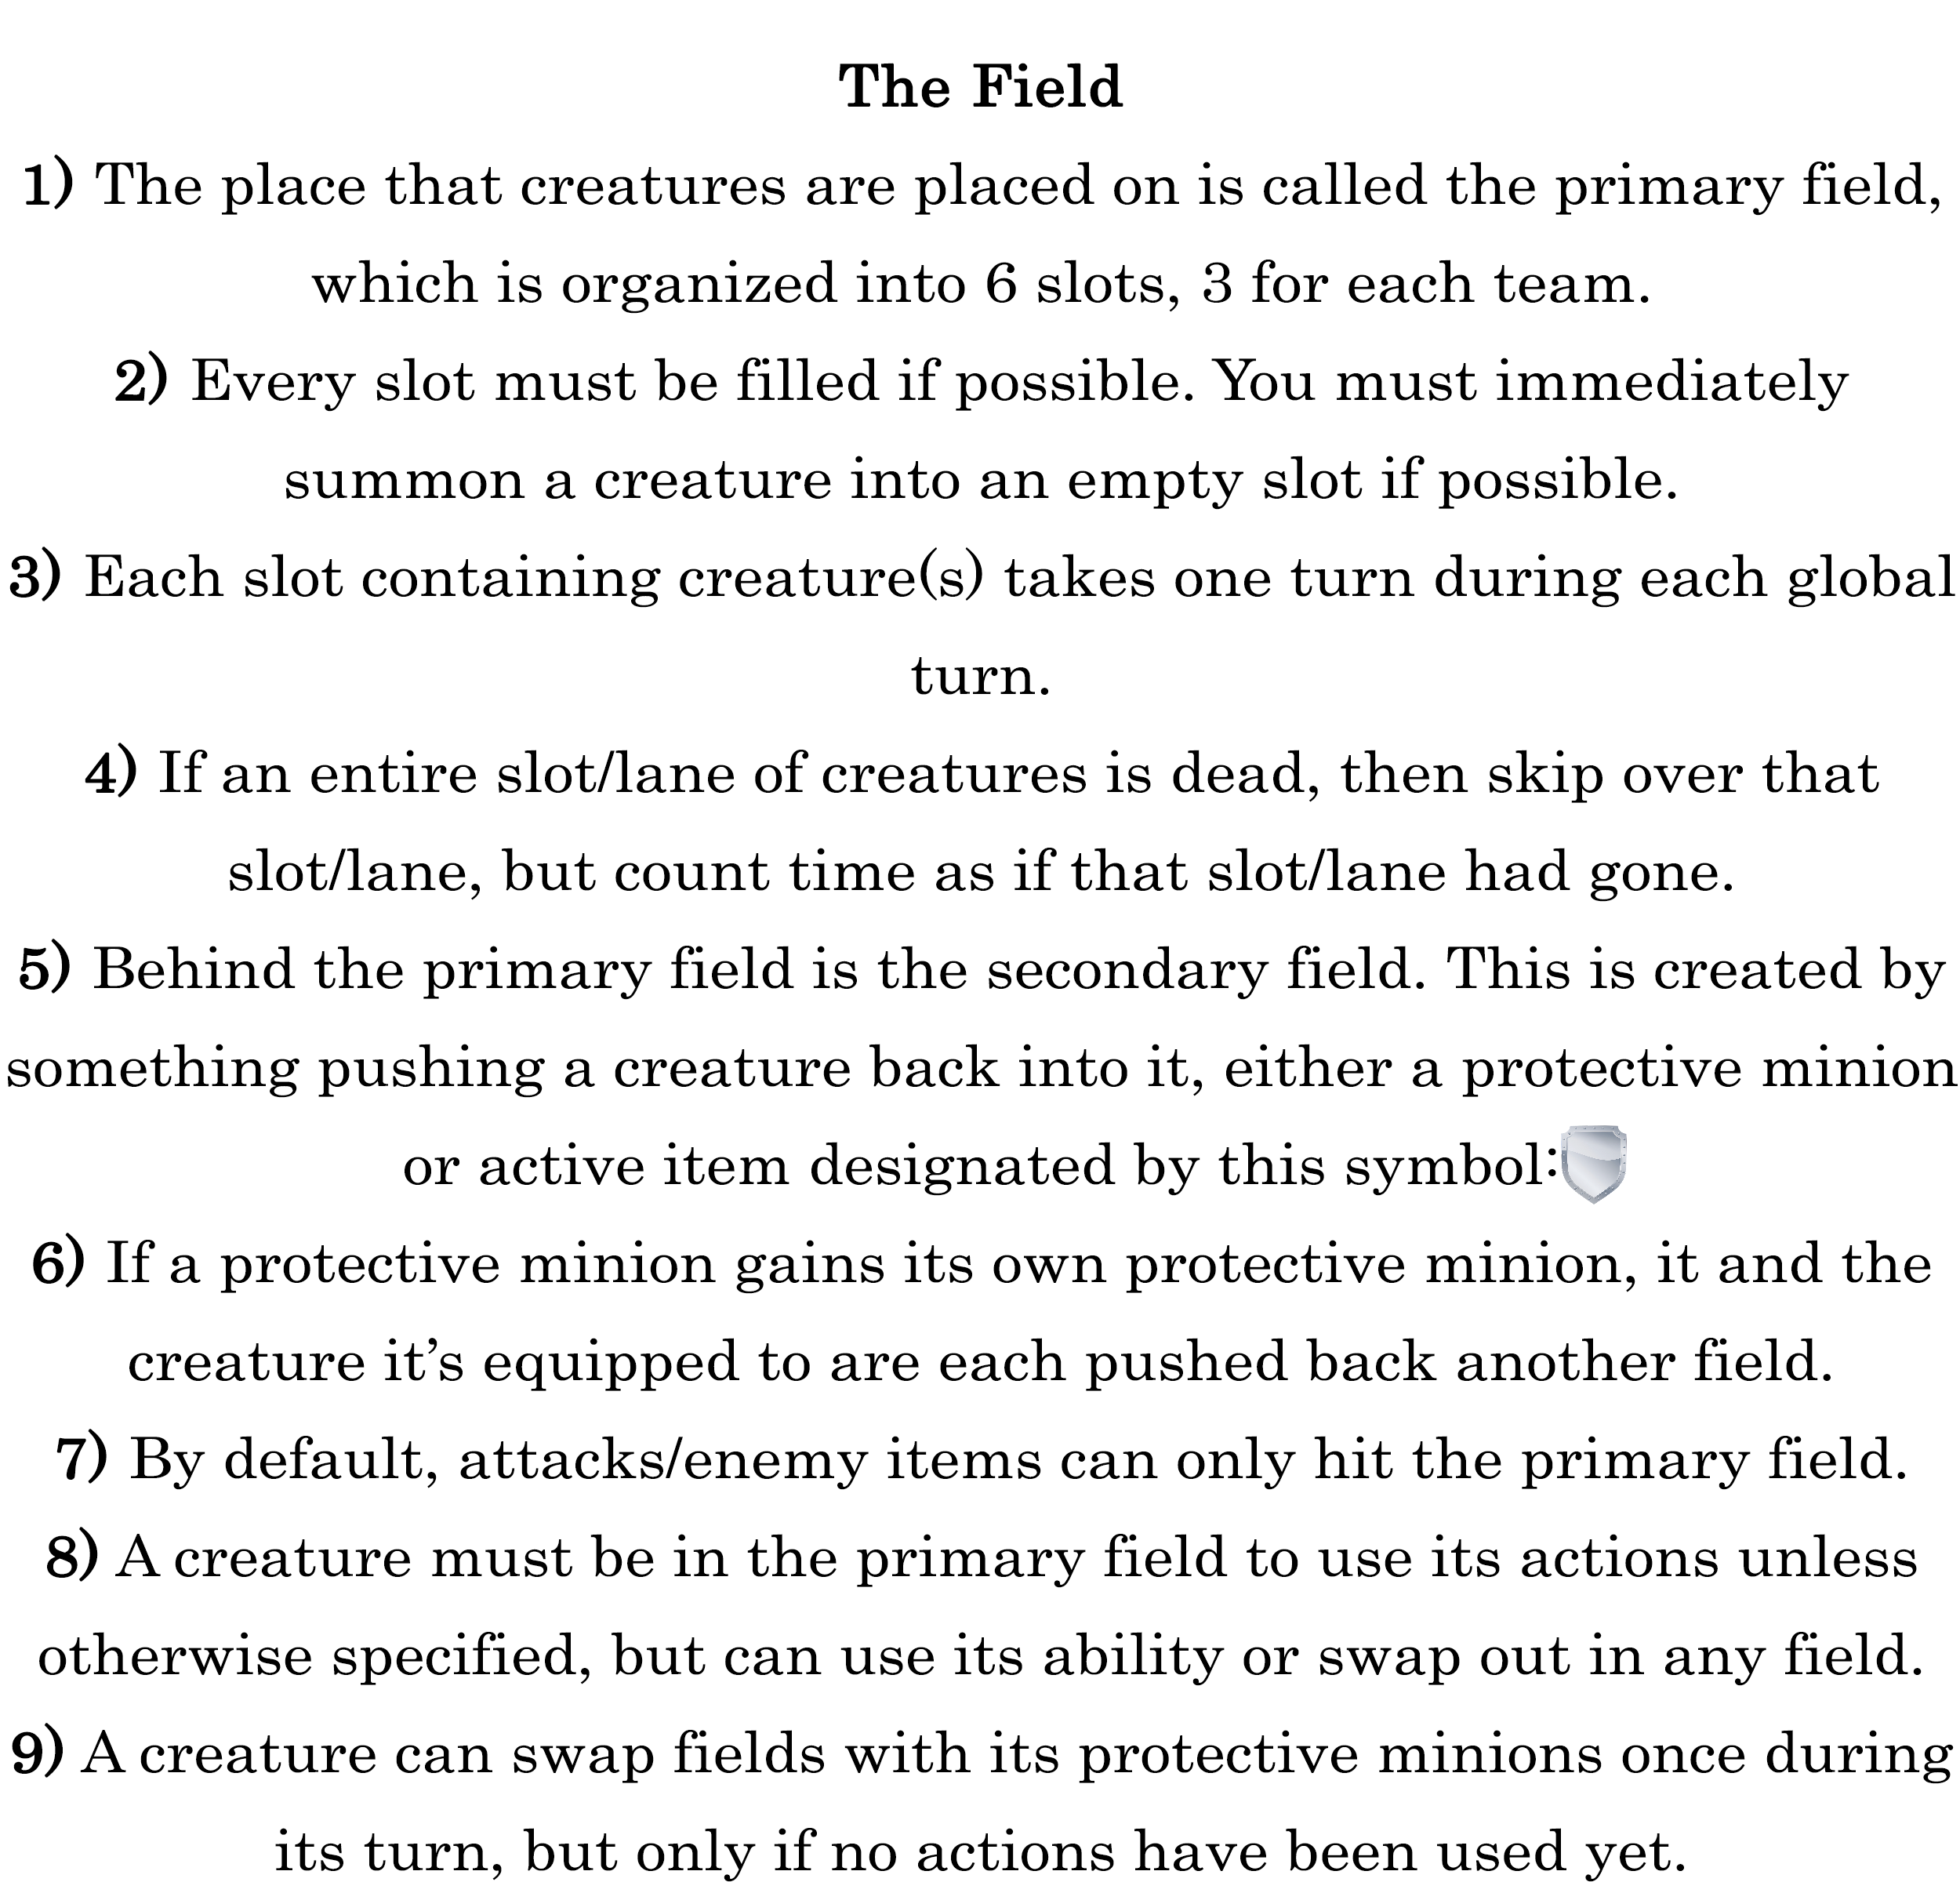 The Field
1) The place that creatures are placed on is called the primary field,
which is organized into 6 slots, 3 for each team.
2) Every slot must be filled if possible. You must immediately
summon a creature into an empty slot if possible.
3) Each slot containing creature(s) takes one turn during each global
turn.
4) If an entire slot/lane of creatures is dead, then skip over that
slot/lane, but count time as if that slot/lane had gone.
5) Behind the primary field is the secondary field. This is created by
something pushing a creature back into it, either a protective minion
or active item designated by this symbol:
6) If a protective minion gains its own protective minion, it and the
creature it’s equipped to are each pushed back another field.
7) By default, attacks/enemy items can only hit the primary field.
8) A creature must be in the primary field to use its actions unless
otherwise specified, but can use its ability or swap out in any field.
9) A creature can swap fields with its protective minions once during
its turn, but only if no actions have been used yet.